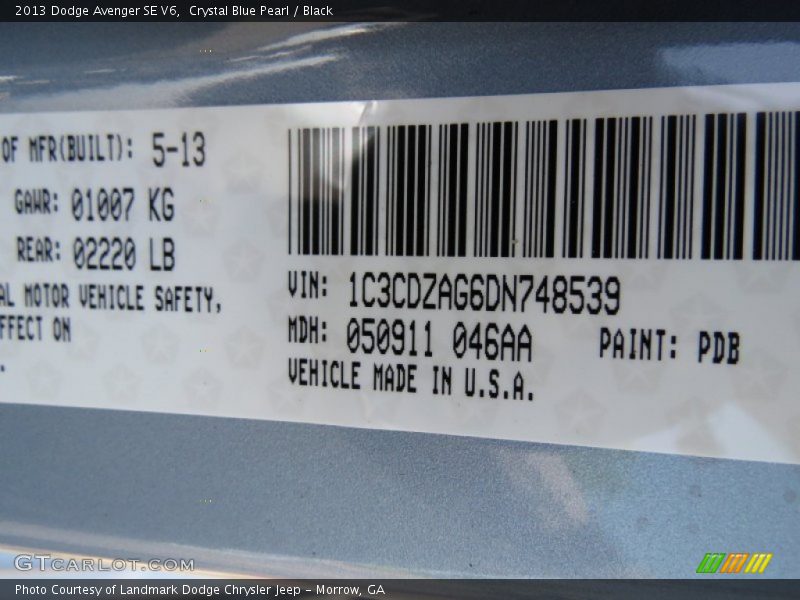 2013 Dodge Avenger SE V6,  Crystal Blue Pearl / Black
OF MFR(BUILT): 5-13
GAWR: 01007 KG
REAR: 02220 LB
AL MOTOR VEHICLE SAFETY,
FFECT ON
.
VIN: 1C3CDZAG6DN748539
MDH: 050911 046AA PAINT: PDB
VEHICLE MADE IN U.S.A.
GTCARLOT.COM
Photo Courtesy of Landmark Dodge Chrysler Jeep - Morrow, GA